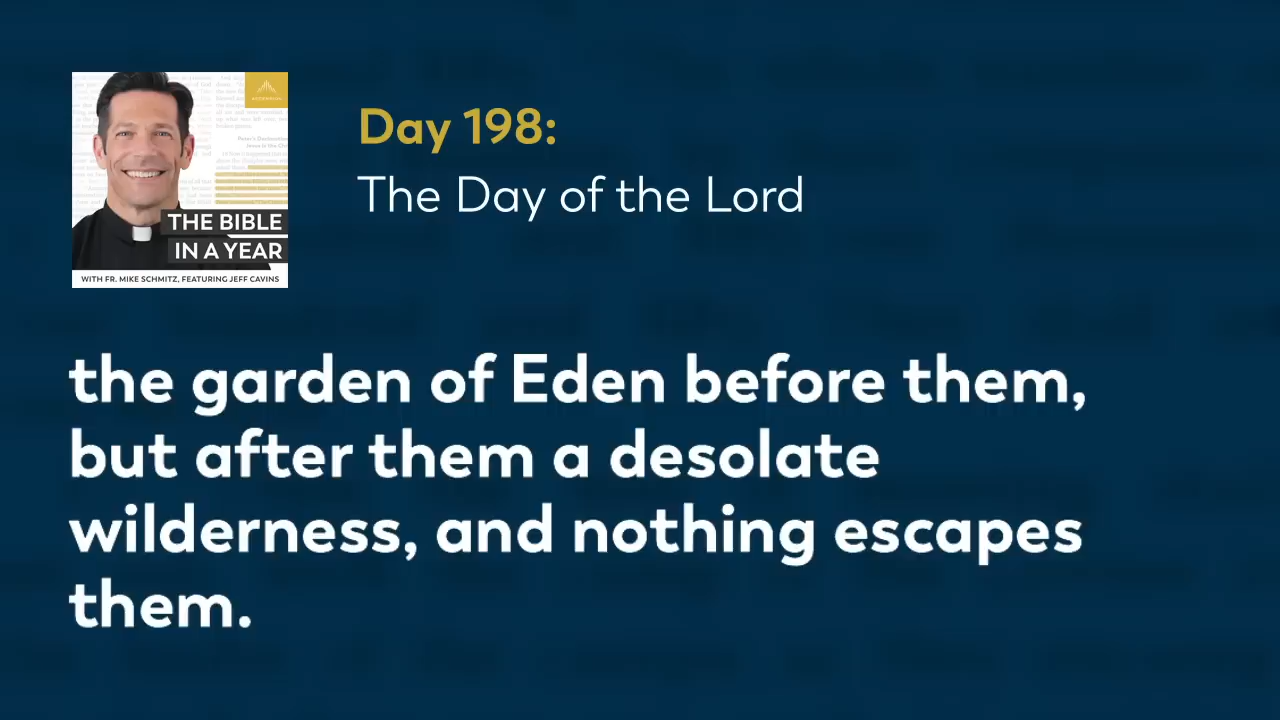 Day 198:
The Day of the Lord
THE BIBLE
IN A YEAR
WITH FR. MIKE SCHMITZ, FEATURING JEFF CAVINS
the garden of Eden before them,
but after them a desolate
wilderness, and nothing escapes
them.